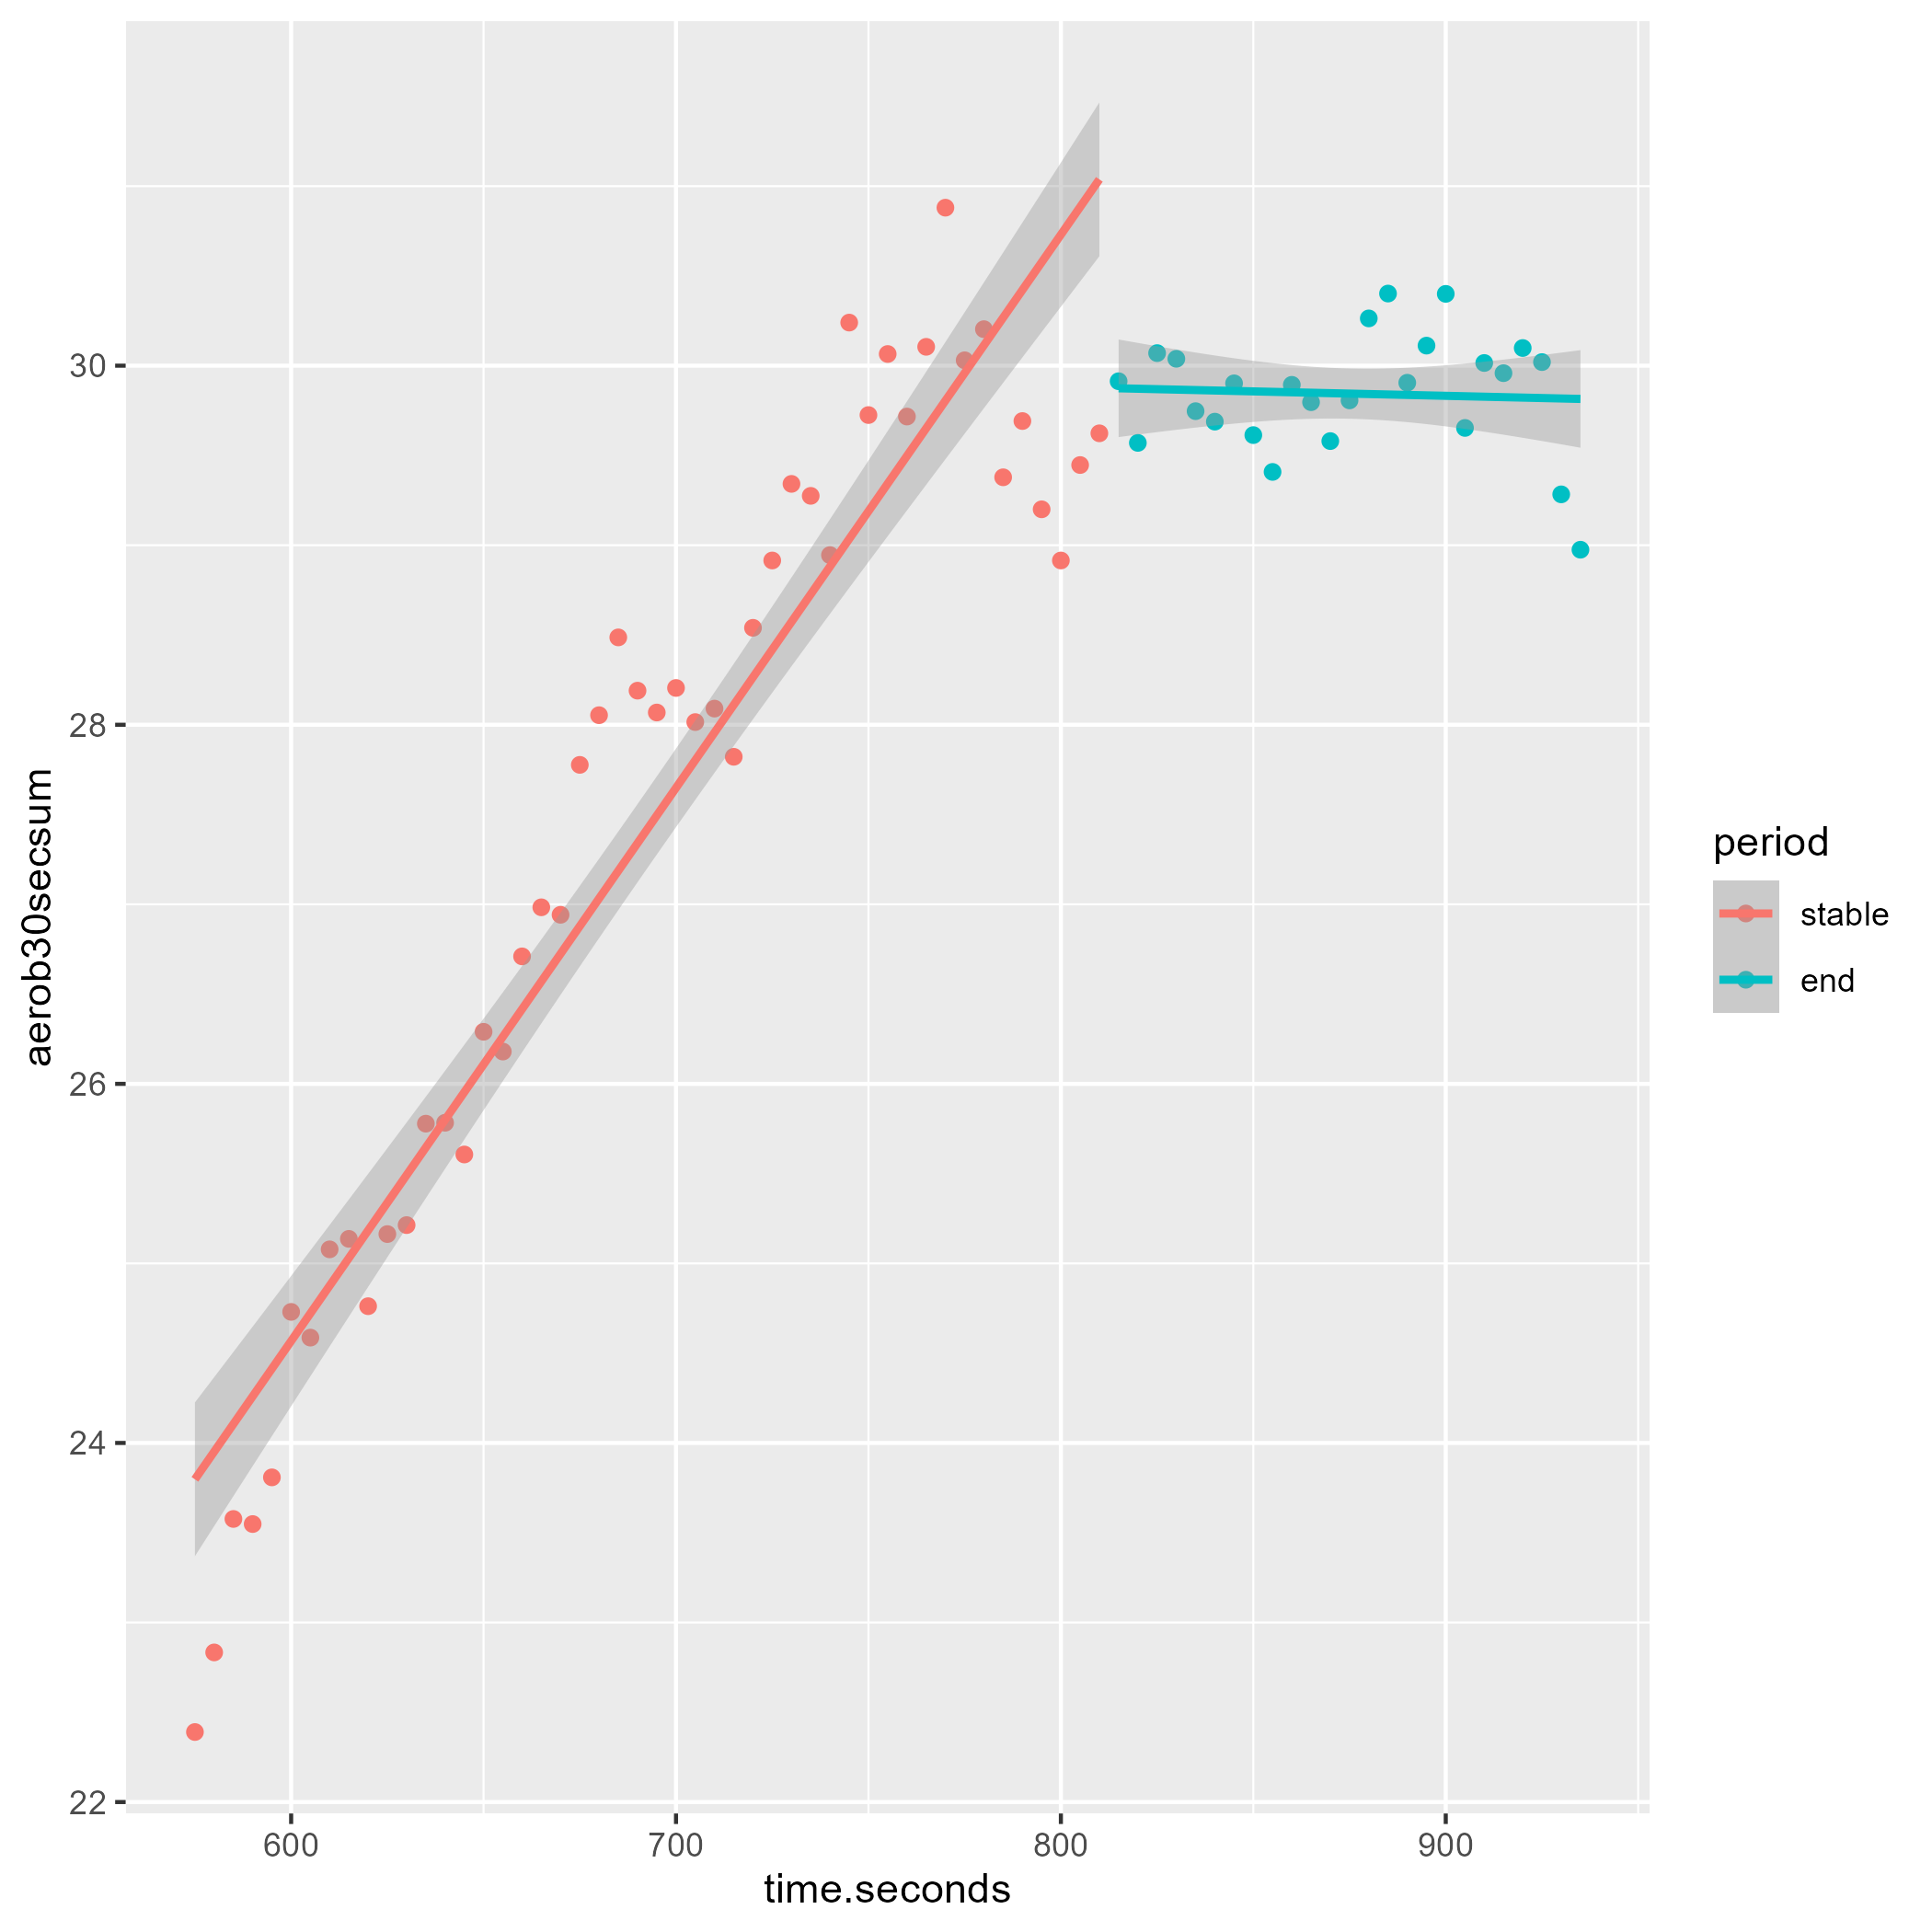 aerob30secsum
30
28
26
24
22
600 700 800 900
time.seconds
period
stable
end